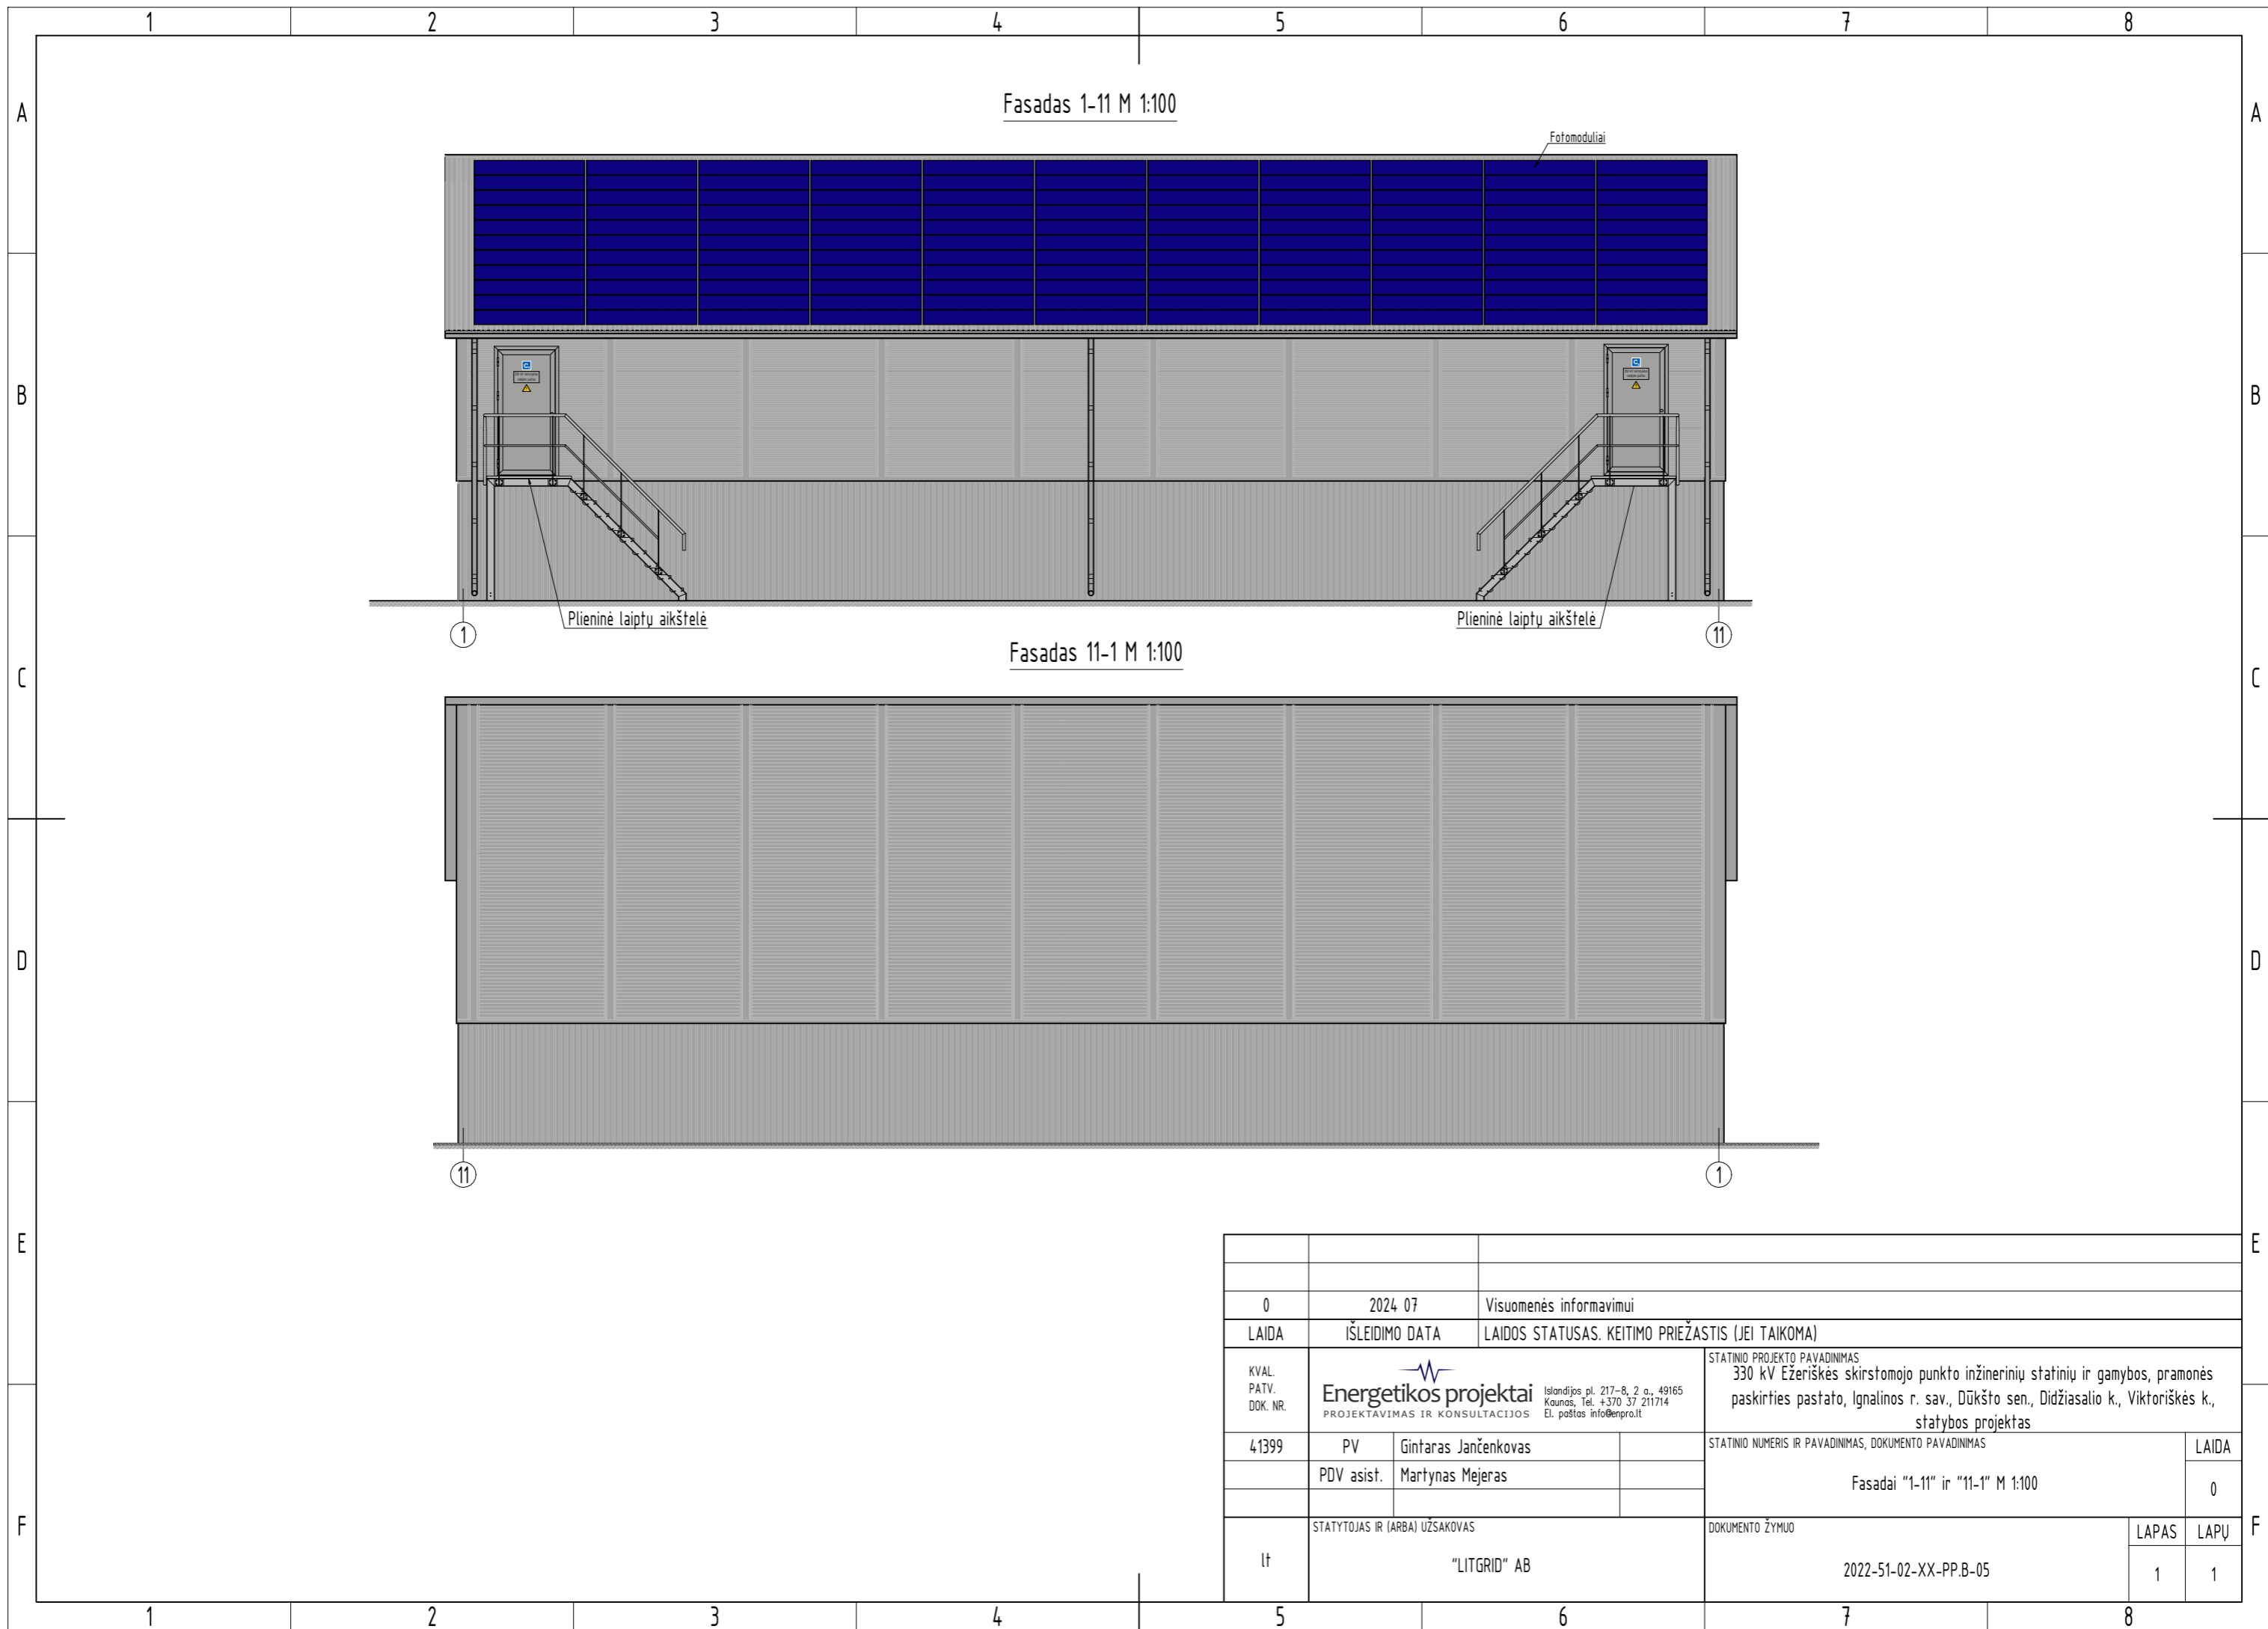 1 2 3 4 5 6 7 8
A A
Fasadas 1-11 M 1:100
Fotomoduliai
B B
Plieninė laiptų aikštelė
Plieninė laiptų aikštelė
1
11
Fasadas 11-1 M 1:100
C C
D D
11
1
E E
0 2024 07 Visuomenės informavimui
LAIDA IŠLEIDIMO DATA LAIDOS STATUSAS. KEITIMO PRIEŽASTIS (JEI TAIKOMA)
KVAL.
PATV.
DOK. NR.
Energetikos projektai
PROJEKTAVIMAS IR KONSULTACIJOS
Islandijos pl. 217-8, 2 a., 49165
Kaunas, Tel. +370 37 211714
El. paštas info@enpro.lt
STATINIO PROJEKTO PAVADINIMAS
330 kV Ežeriškės skirstomojo punkto inžinerinių statinių ir gamybos, pramonės
paskirties pastato, Ignalinos r. sav., Dūkšto sen., Didžiasalio k., Viktoriškės k.,
statybos projektas
41399 PV Gintaras Jančenkovas
PDV asist. Martynas Mejeras
STATINIO NUMERIS IR PAVADINIMAS, DOKUMENTO PAVADINIMAS
Fasadai "1-11" ir "11-1" M 1:100
LAIDA
0
F F
lt
STATYTOJAS IR (ARBA) UŽSAKOVAS
"LITGRID" AB
DOKUMENTO ŽYMUO
2022-51-02-XX-PP.B-05
LAPAS LAPŲ
1 1
1 2 3 4 5 6 7 8